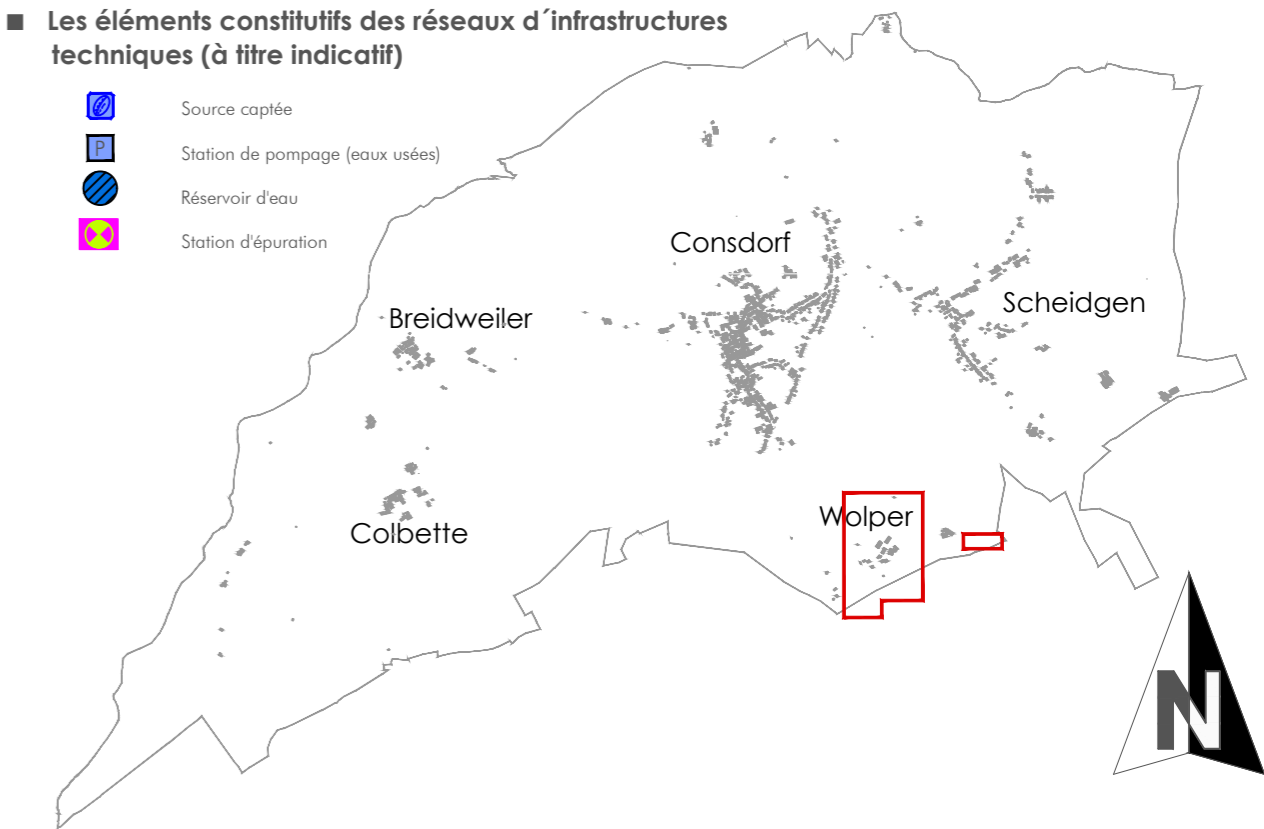 ■ Les éléments constitutifs des réseaux d´infrastructures
techniques (à titre indicatif)
Source captée
P Station de pompage (eaux usées)
Réservoir d'eau
Station d'épuration
Consdorf
Scheidgen
Breidweiler
Wolper
Colbette
N